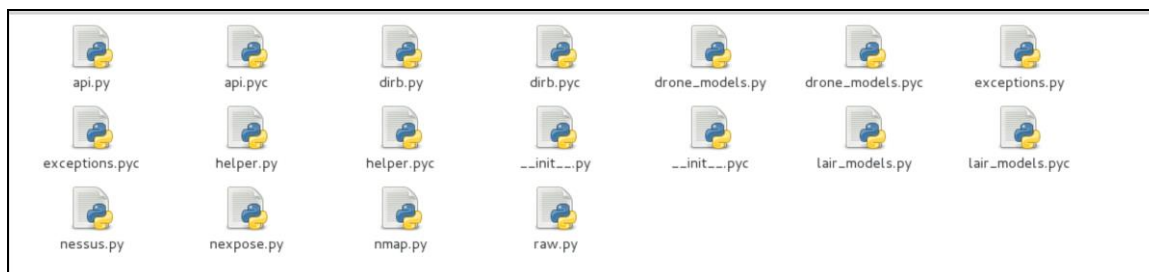 api.py api.pyc dirb.py dirb.pyc drone_models.py drone_models.pyc exceptions.py
exceptions.pyc helper.py helper.pyc __init__.py __init__.pyc lair_models.py lair_models.pyc
nessus.py nexpose.py nmap.py raw.py